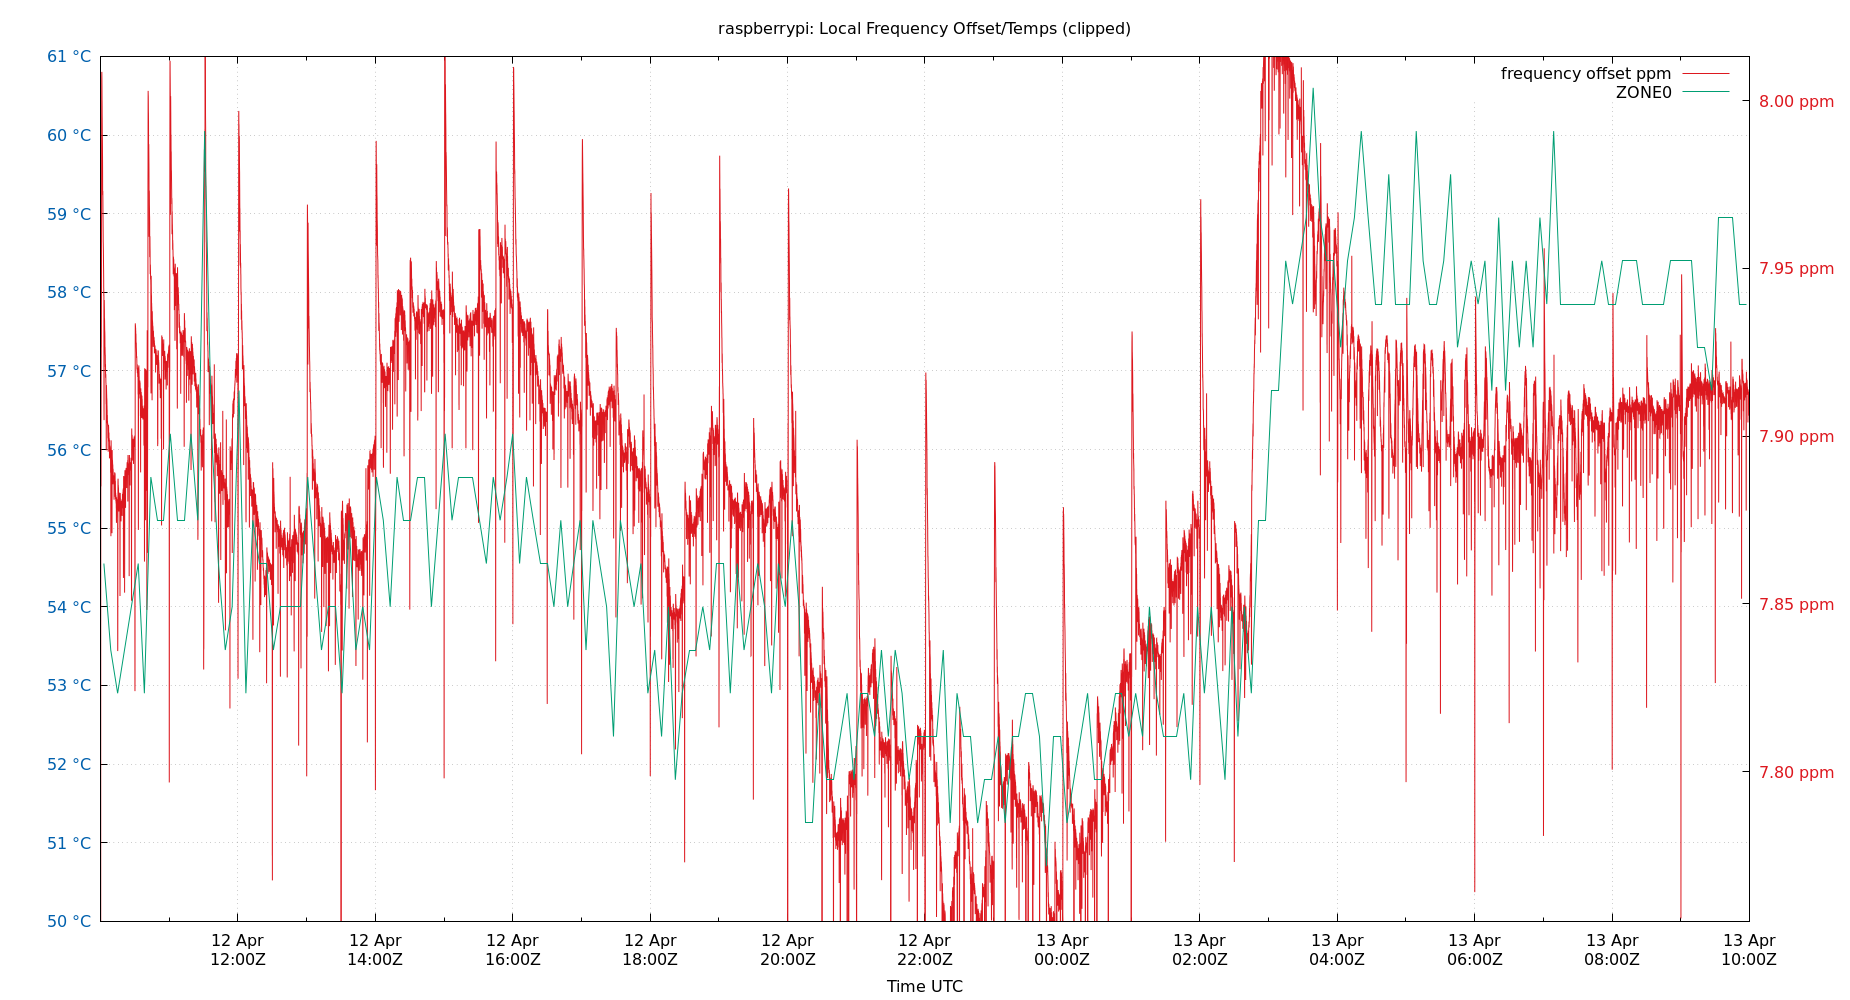 raspberrypi: Local Frequency Offset/Temps (clipped)
frequency offset ppm
ZONE0
61 °C
60 °C
59 °C
58 °C
57 °C
56 °C
55 °C
54 °C
53 °C
52 °C
51 °C
50 °C
8.00 ppm
7.95 ppm
7.90 ppm
7.85 ppm
7.80 ppm
12 Apr
12:00Z
12 Apr
14:00Z
12 Apr
16:00Z
12 Apr
18:00Z
12 Apr
20:00Z
12 Apr
22:00Z
13 Apr
00:00Z
13 Apr
02:00Z
13 Apr
04:00Z
13 Apr
06:00Z
13 Apr
08:00Z
13 Apr
10:00Z
Time UTC